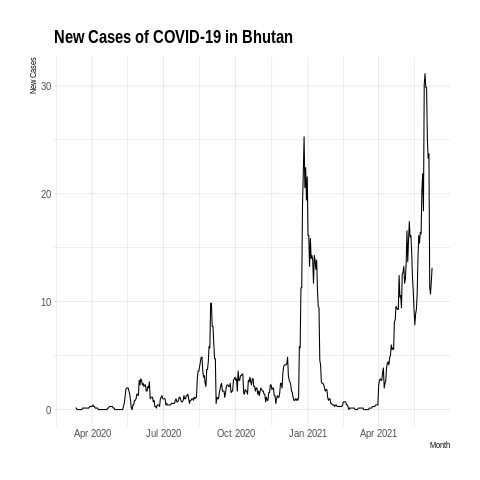 New Cases of COVID-19 in Bhutan
New Cases
30
20
10
0
Apr 2020 Jul 2020 Oct 2020 Jan 2021 Apr 2021
Month